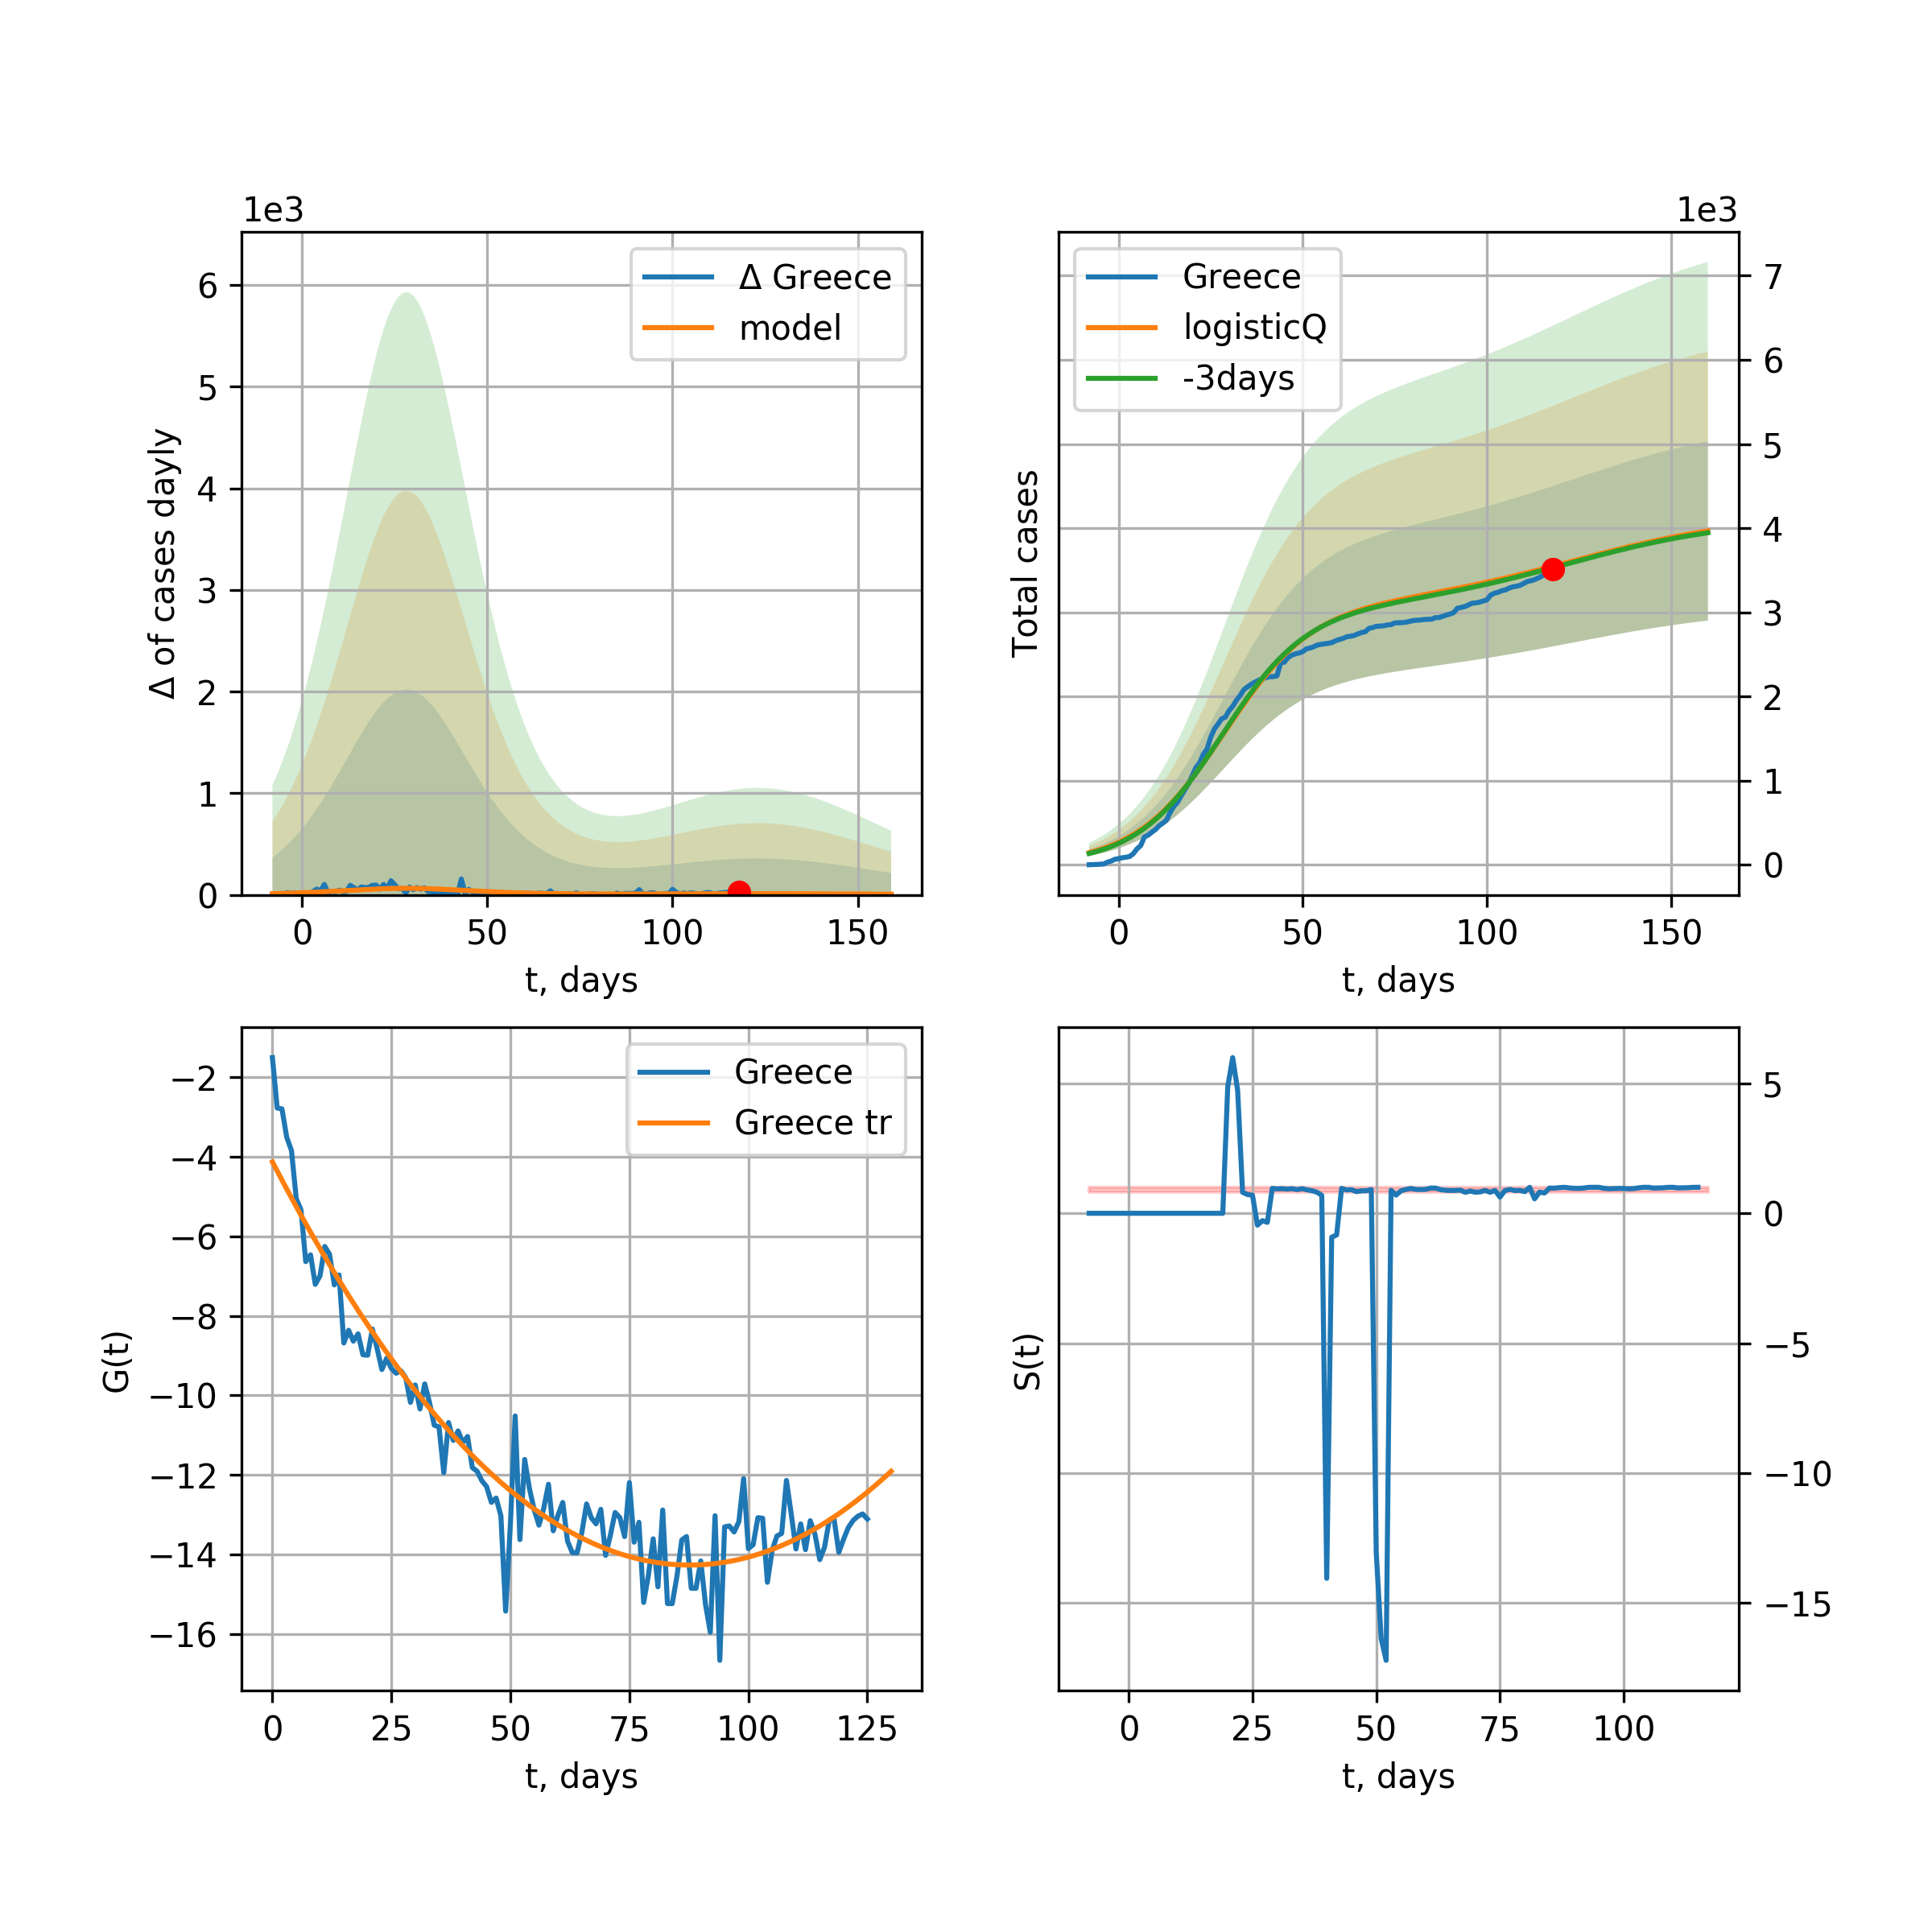 1e3
Δ of cases dayly
6
5
4
3
2
1
0
0 50 100 150
t, days
Δ Greece
model
1e3
Total cases
7
6
5
4
3
2
1
0
0 50 100 150
t, days
Greece
logisticQ
-3days
G(t)
−2
−4
−6
−8
−10
−12
−14
−16
0 25 50 75 100 125
t, days
Greece
Greece tr
S(t)
5
0
−5
−10
−15
0 25 50 75 100
t, days